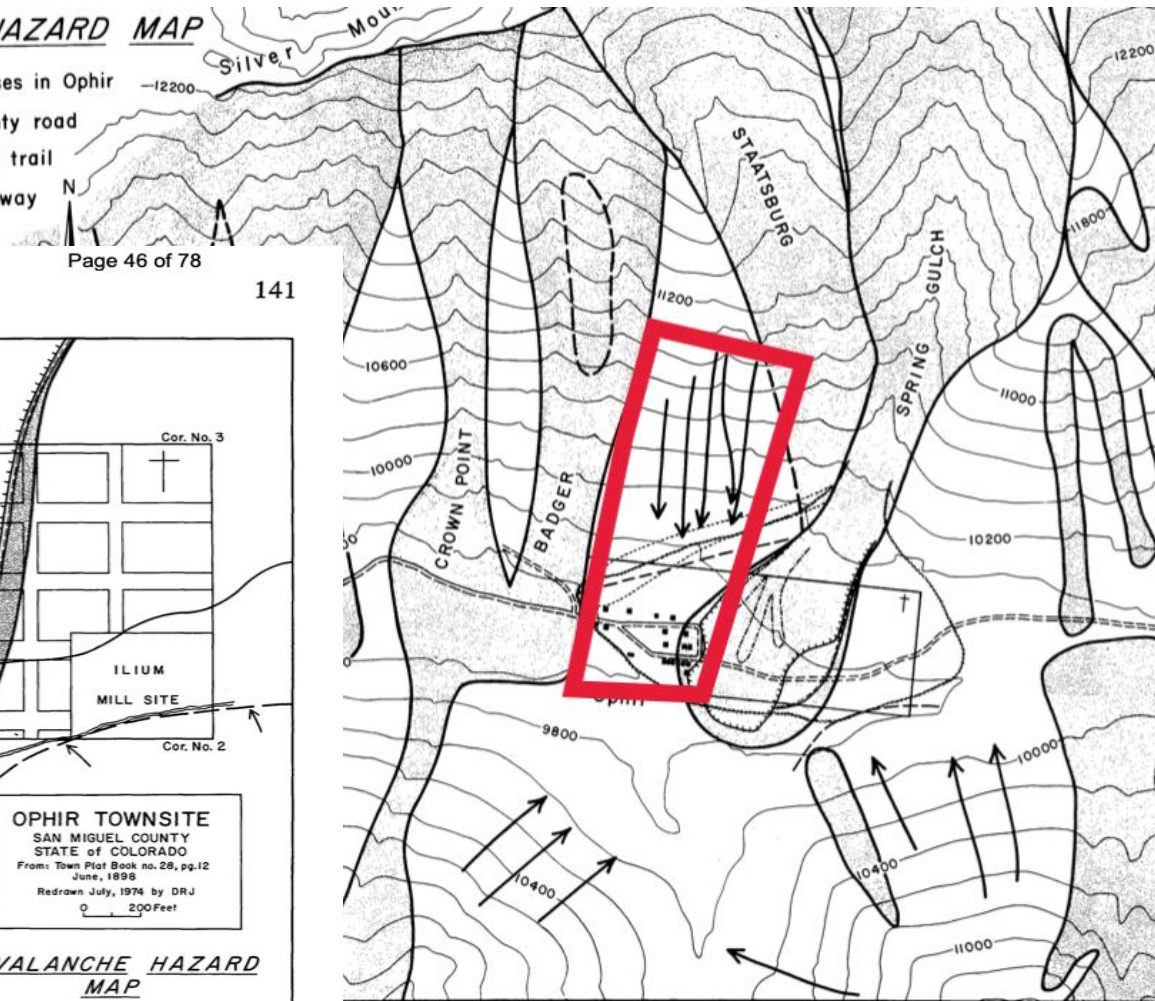 HAZARD MAP
ses in Ophir
ty road
trail
way
N
Silver Mou
12200
12200
STAATSBURG
11800
SPRING GULCH
11200
10600
11000
10000
CROWN POINT
BADGER
10200
Ophir
9800
10000
10400
10400
11000
Page 46 of 78
141
Cor. No. 3
ILIUM
MILL SITE
Cor. No. 2
OPHIR TOWNSITE
SAN MIGUEL COUNTY
STATE of COLORADO
From: Town Plat Book no. 28, pg. 12
June, 1898
Redrawn July, 1974 by DRJ
0 200 Feet
VALANCHE HAZARD
MAP